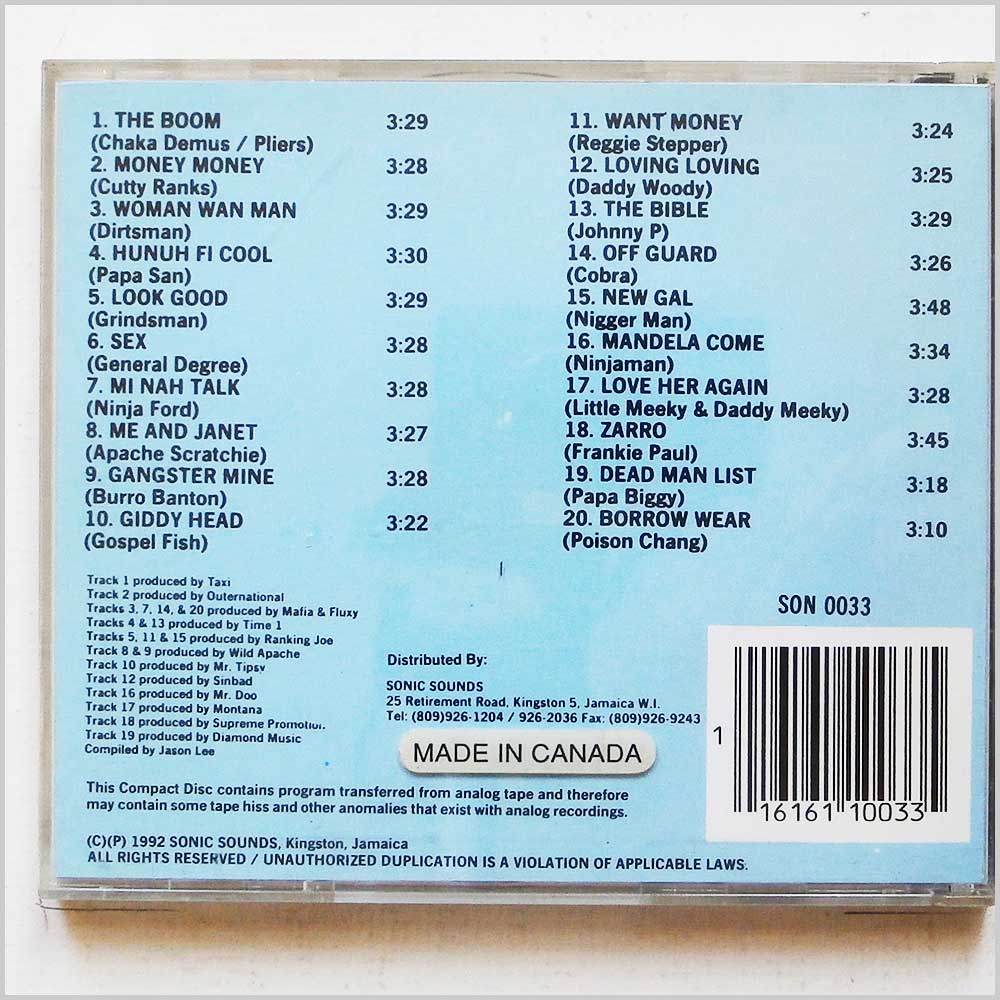 1. THE BOOM 3:29
(Chaka Demus / Pliers)
2. MONEY MONEY 3:28
(Cutty Ranks)
3. WOMAN WAN MAN 3:29
(Dirtsman)
4. HUNUH FI COOL 3:30
(Papa San)
5. LOOK GOOD 3:29
(Grindsman)
6. SEX 3:28
(General Degree)
7. MI NAH TALK 3:28
(Ninja Ford)
8. ME AND JANET 3:27
(Apache Scratchie)
9. GANGSTER MINE 3:28
(Burro Banton)
10. GIDDY HEAD 3:22
(Gospel Fish)
11. WANT MONEY 3:24
(Reggie Stepper)
12. LOVING LOVING 3:25
(Daddy Woody)
13. THE BIBLE 3:29
(Johnny P)
14. OFF GUARD 3:26
(Cobra)
15. NEW GAL 3:48
(Nigger Man)
16. MANDELA COME 3:34
(Ninjaman)
17. LOVE HER AGAIN 3:28
(Little Meeky & Daddy Meeky)
18. ZARRO 3:45
(Frankie Paul)
19. DEAD MAN LIST 3:18
(Papa Biggy)
20. BORROW WEAR 3:10
(Poison Chang)
Track 1 produced by Taxi
Track 2 produced by Outernational
Tracks 3, 7, 14, & 20 produced by Mafia & Fluxy
Tracks 4 & 13 produced by Time 1
Tracks 5, 11 & 15 produced by Ranking Joe
Track 8 & 9 produced by Wild Apache
Track 10 produced by Mr. Tipsy
Track 12 produced by Sinbad
Track 16 produced by Mr. Doo
Track 17 produced by Montana
Track 18 produced by Supreme Promotion.
Track 19 produced by Diamond Music
Compiled by Jason Lee
Distributed By:
SONIC SOUNDS
25 Retirement Road, Kingston 5, Jamaica W.I.
Tel: (809)926-1204 / 926-2036 Fax: (809)926-9243
MADE IN CANADA
SON 0033
1 16161 10033
This Compact Disc contains program transferred from analog tape and therefore
may contain some tape hiss and other anomalies that exist with analog recordings.
(C)(P) 1992 SONIC SOUNDS, Kingston, Jamaica
ALL RIGHTS RESERVED / UNAUTHORIZED DUPLICATION IS A VIOLATION OF APPLICABLE LAWS.